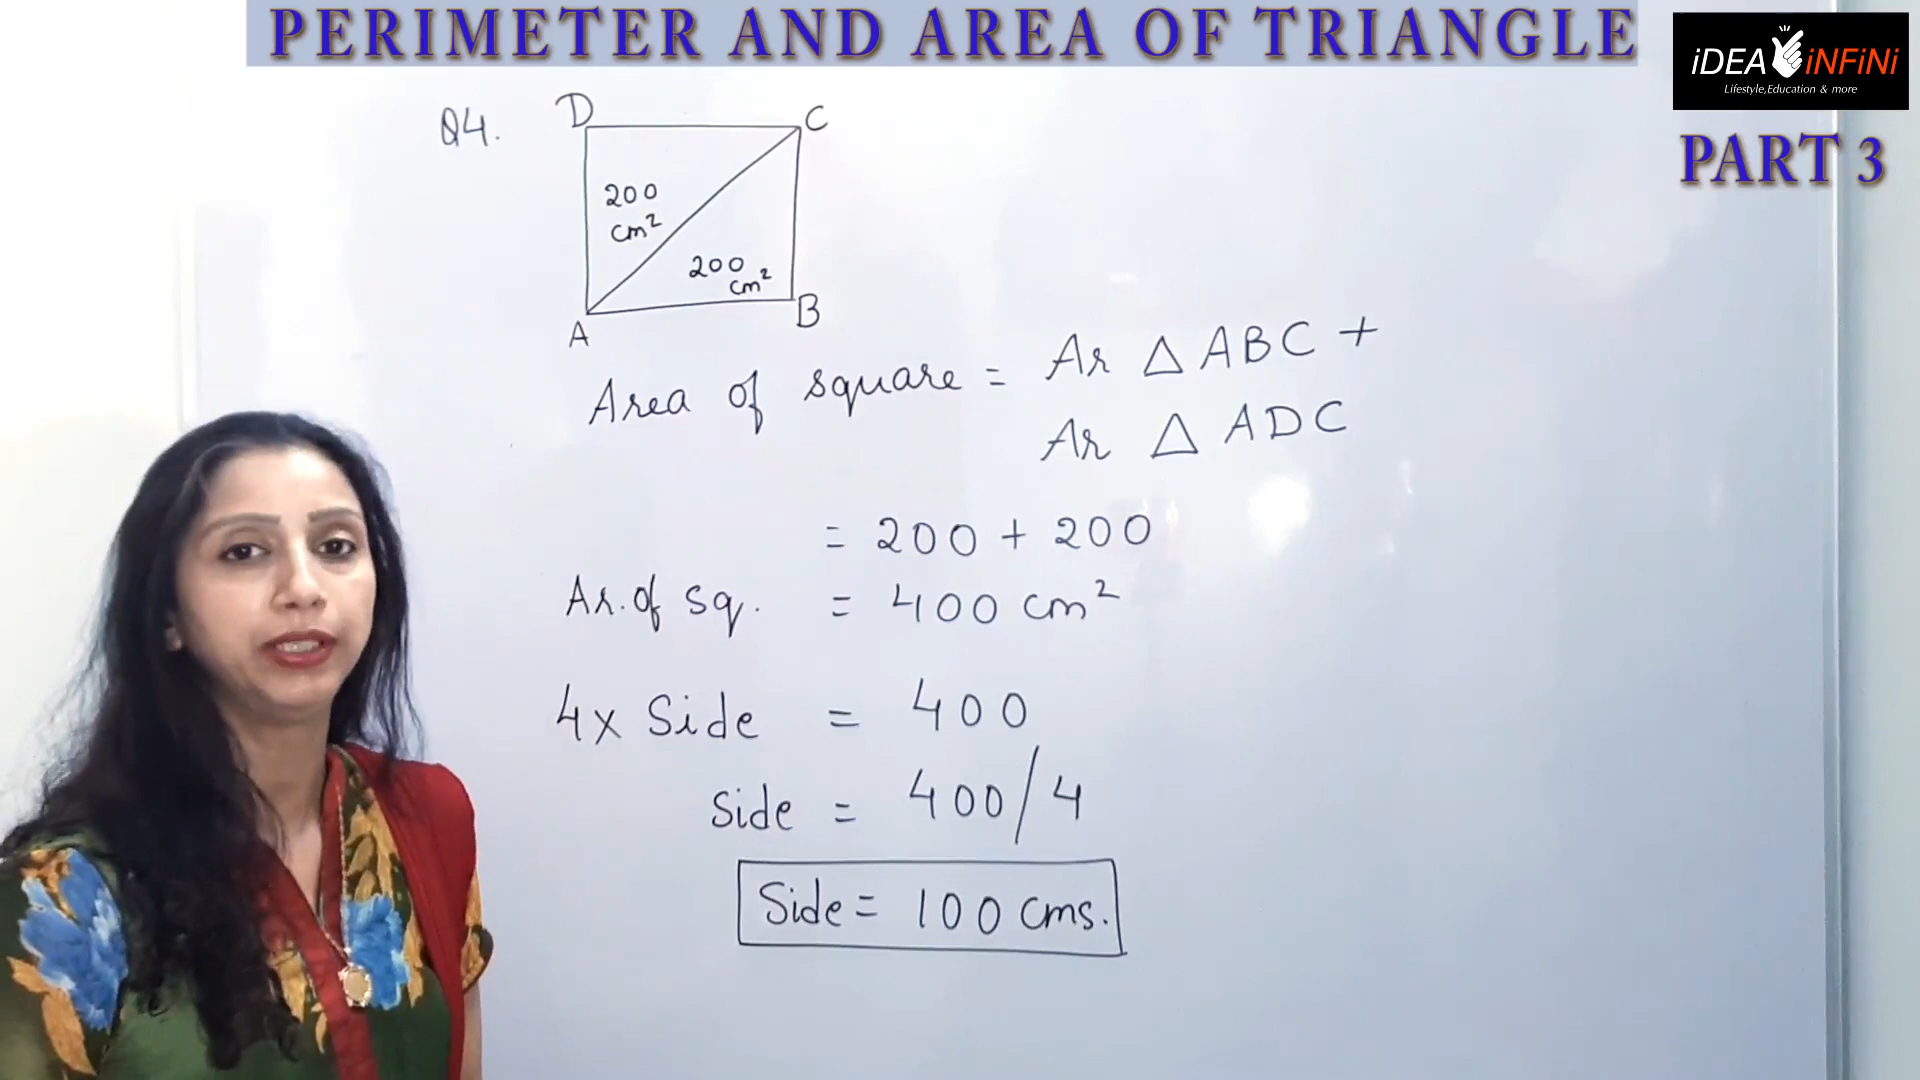 PERIMETER AND AREA OF TRIANGLE
iDEA iNFiNi
Lifestyle,Education & more
PART 3
Q4.
D C
200
cm²
200
cm²
A B
Area of square = Ar △ ABC +
Ar △ ADC
= 200 + 200
Ar. of sq. = 400 cm²
4x Side = 400
Side = 400/4
Side = 100 cms.